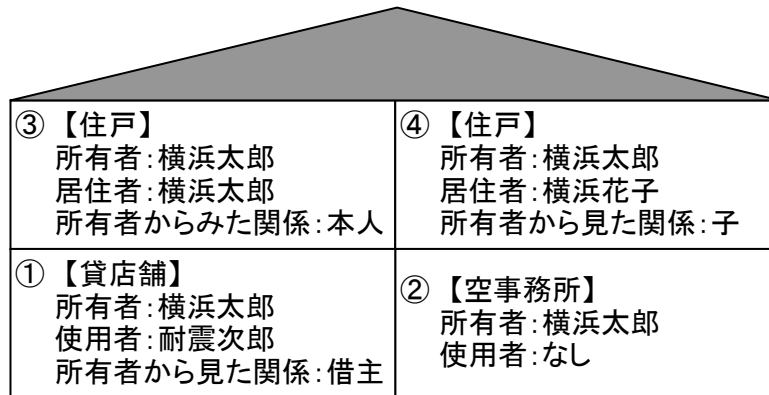 ③ 【住戸】
所有者：横浜太郎
居住者：横浜太郎
所有者からみた関係：本人
④ 【住戸】
所有者：横浜太郎
居住者：横浜花子
所有者から見た関係：子
① 【貸店舗】
所有者：横浜太郎
使用者：耐震次郎
所有者から見た関係：借主
② 【空事務所】
所有者：横浜太郎
使用者：なし